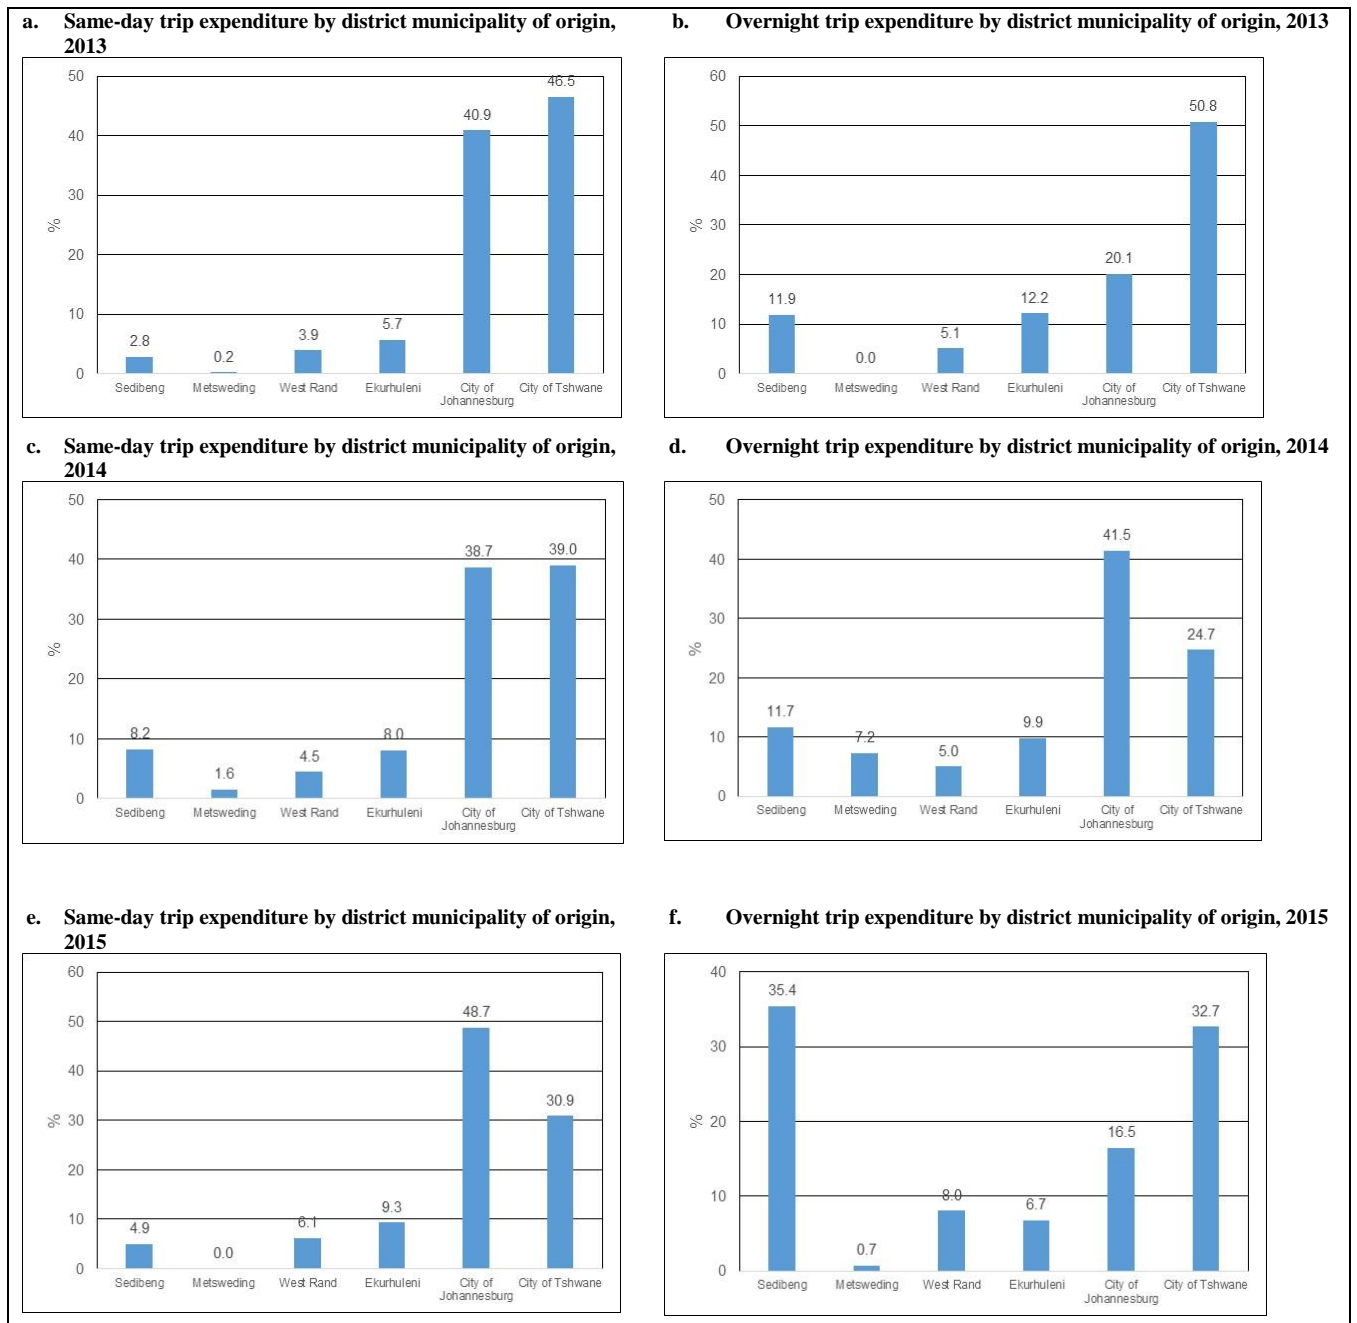 a. Same-day trip expenditure by district municipality of origin,
2013
50
40
30
20
10
0
%
2.8
0.2
3.9
5.7
40.9
46.5
Sedibeng
Metsweding
West Rand
Ekurhuleni
City of
Johannesburg
City of Tshwane
b. Overnight trip expenditure by district municipality of origin, 2013
60
50
40
30
20
10
0
%
11.9
0.0
5.1
12.2
20.1
50.8
Sedibeng
Metsweding
West Rand
Ekurhuleni
City of
Johannesburg
City of Tshwane
c. Same-day trip expenditure by district municipality of origin,
2014
50
40
30
20
10
0
%
8.2
1.6
4.5
8.0
38.7
39.0
Sedibeng
Metsweding
West Rand
Ekurhuleni
City of
Johannesburg
City of Tshwane
d. Overnight trip expenditure by district municipality of origin, 2014
50
40
30
20
10
0
%
11.7
7.2
5.0
9.9
41.5
24.7
Sedibeng
Metsweding
West Rand
Ekurhuleni
City of
Johannesburg
City of Tshwane
e. Same-day trip expenditure by district municipality of origin,
2015
60
50
40
30
20
10
0
%
4.9
0.0
6.1
9.3
48.7
30.9
Sedibeng
Metsweding
West Rand
Ekurhuleni
City of
Johannesburg
City of Tshwane
f. Overnight trip expenditure by district municipality of origin, 2015
40
30
20
10
0
%
35.4
0.7
8.0
6.7
16.5
32.7
Sedibeng
Metsweding
West Rand
Ekurhuleni
City of
Johannesburg
City of Tshwane